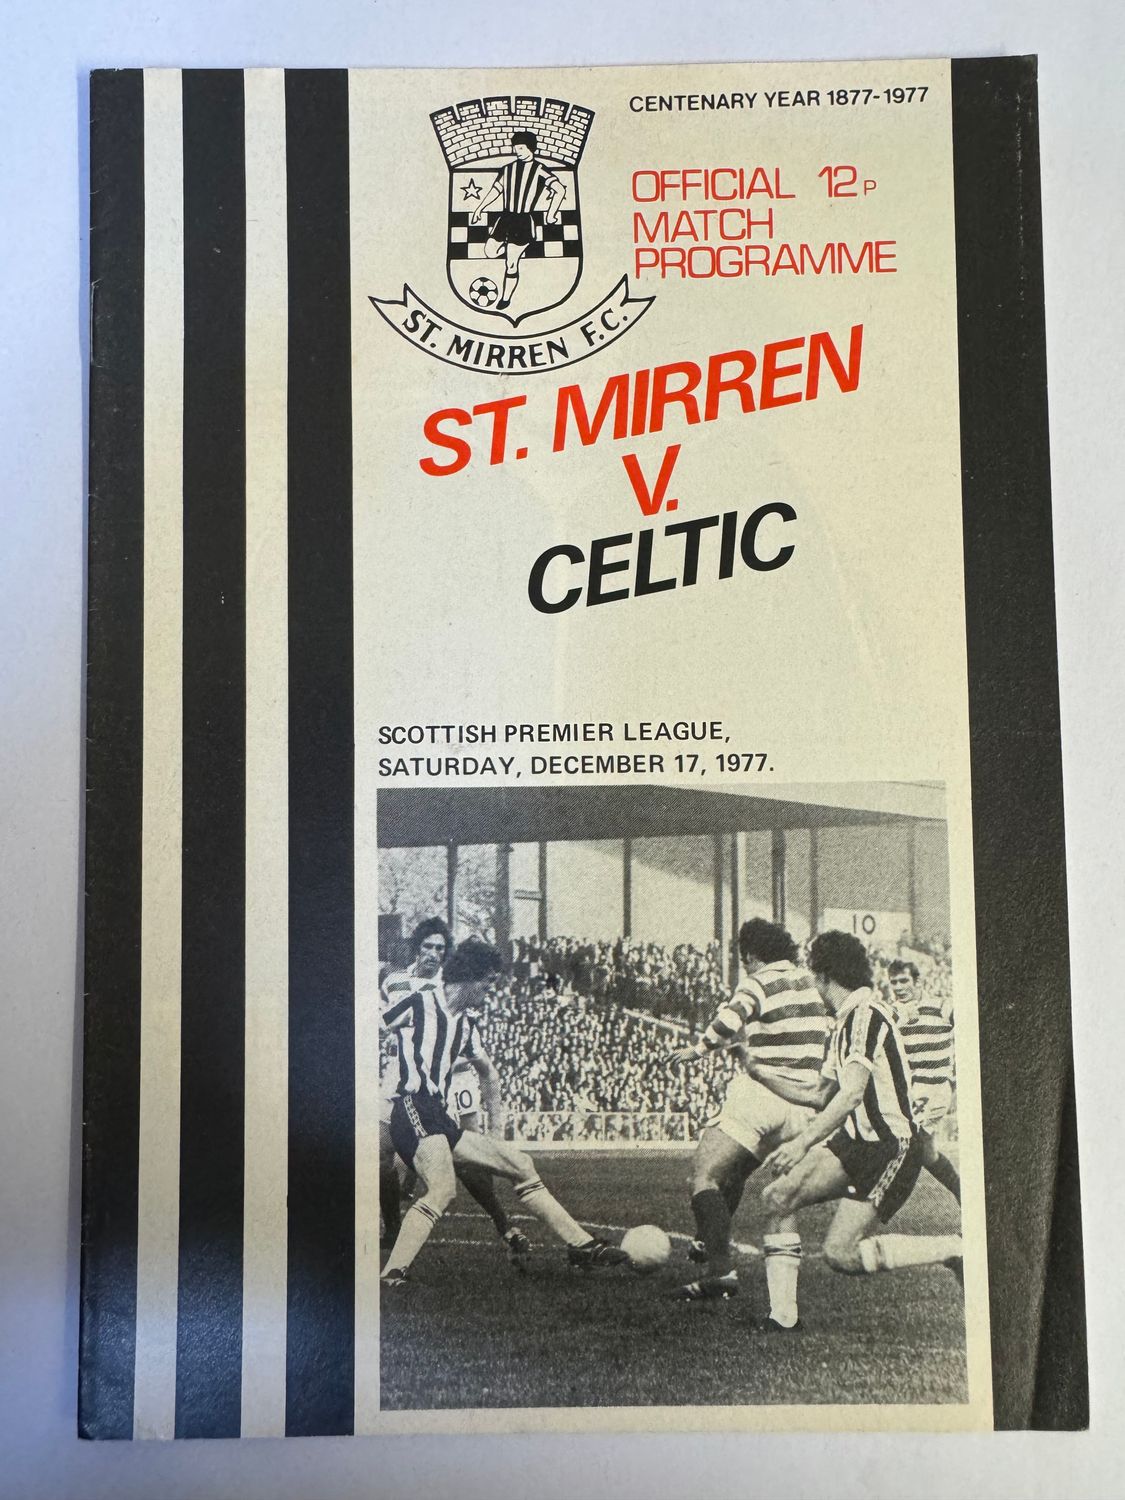 CENTENARY YEAR 1877-1977
OFFICIAL 12P
MATCH
PROGRAMME
ST. MIRREN F.C.
ST. MIRREN
V.
CELTIC
SCOTTISH PREMIER LEAGUE,
SATURDAY, DECEMBER 17, 1977.
10
10